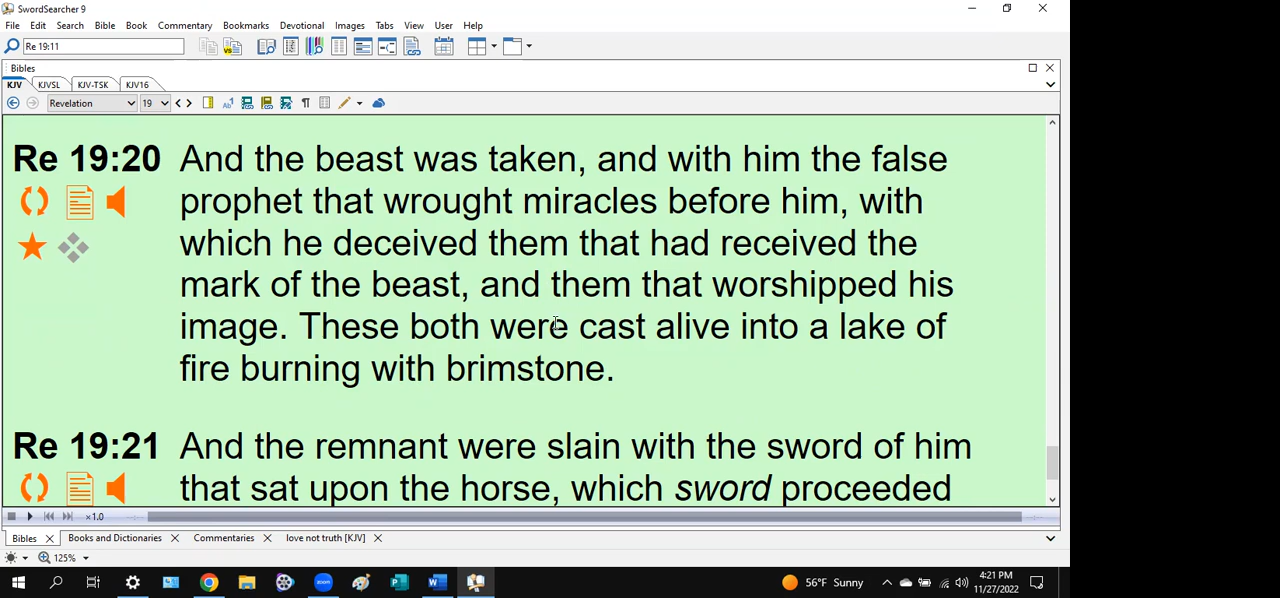 SwordSearcher 9
File Edit Search Bible Book Commentary Bookmarks Devotional Images Tabs View User Help
Re 19:11
Bibles
KJV KJVSL KJV-TSK KJV16
Revelation 19
Re 19:20 And the beast was taken, and with him the false
prophet that wrought miracles before him, with
which he deceived them that had received the
mark of the beast, and them that worshipped his
image. These both were cast alive into a lake of
fire burning with brimstone.
Re 19:21 And the remnant were slain with the sword of him
that sat upon the horse, which sword proceeded
×1.0
Bibles Books and Dictionaries Commentaries love not truth [KJV]
125%
56°F Sunny 4:21 PM
11/27/2022